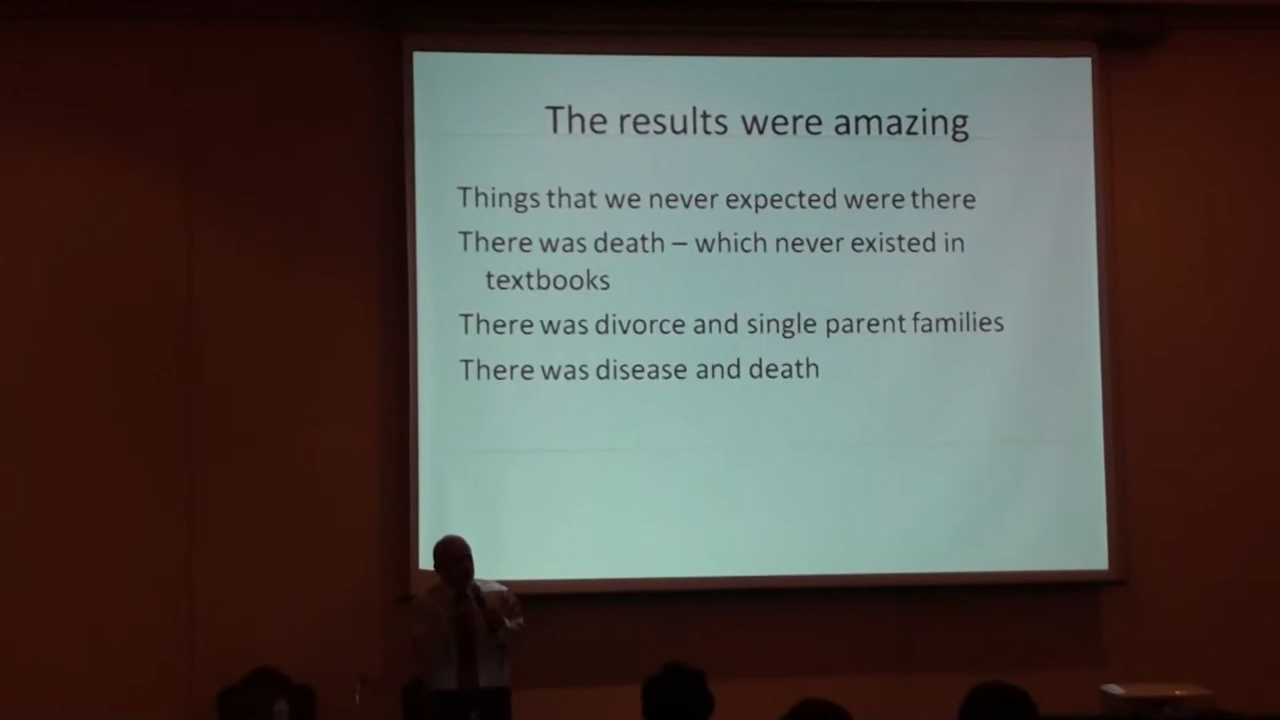 The results were amazing
Things that we never expected were there
There was death – which never existed in
textbooks
There was divorce and single parent families
There was disease and death